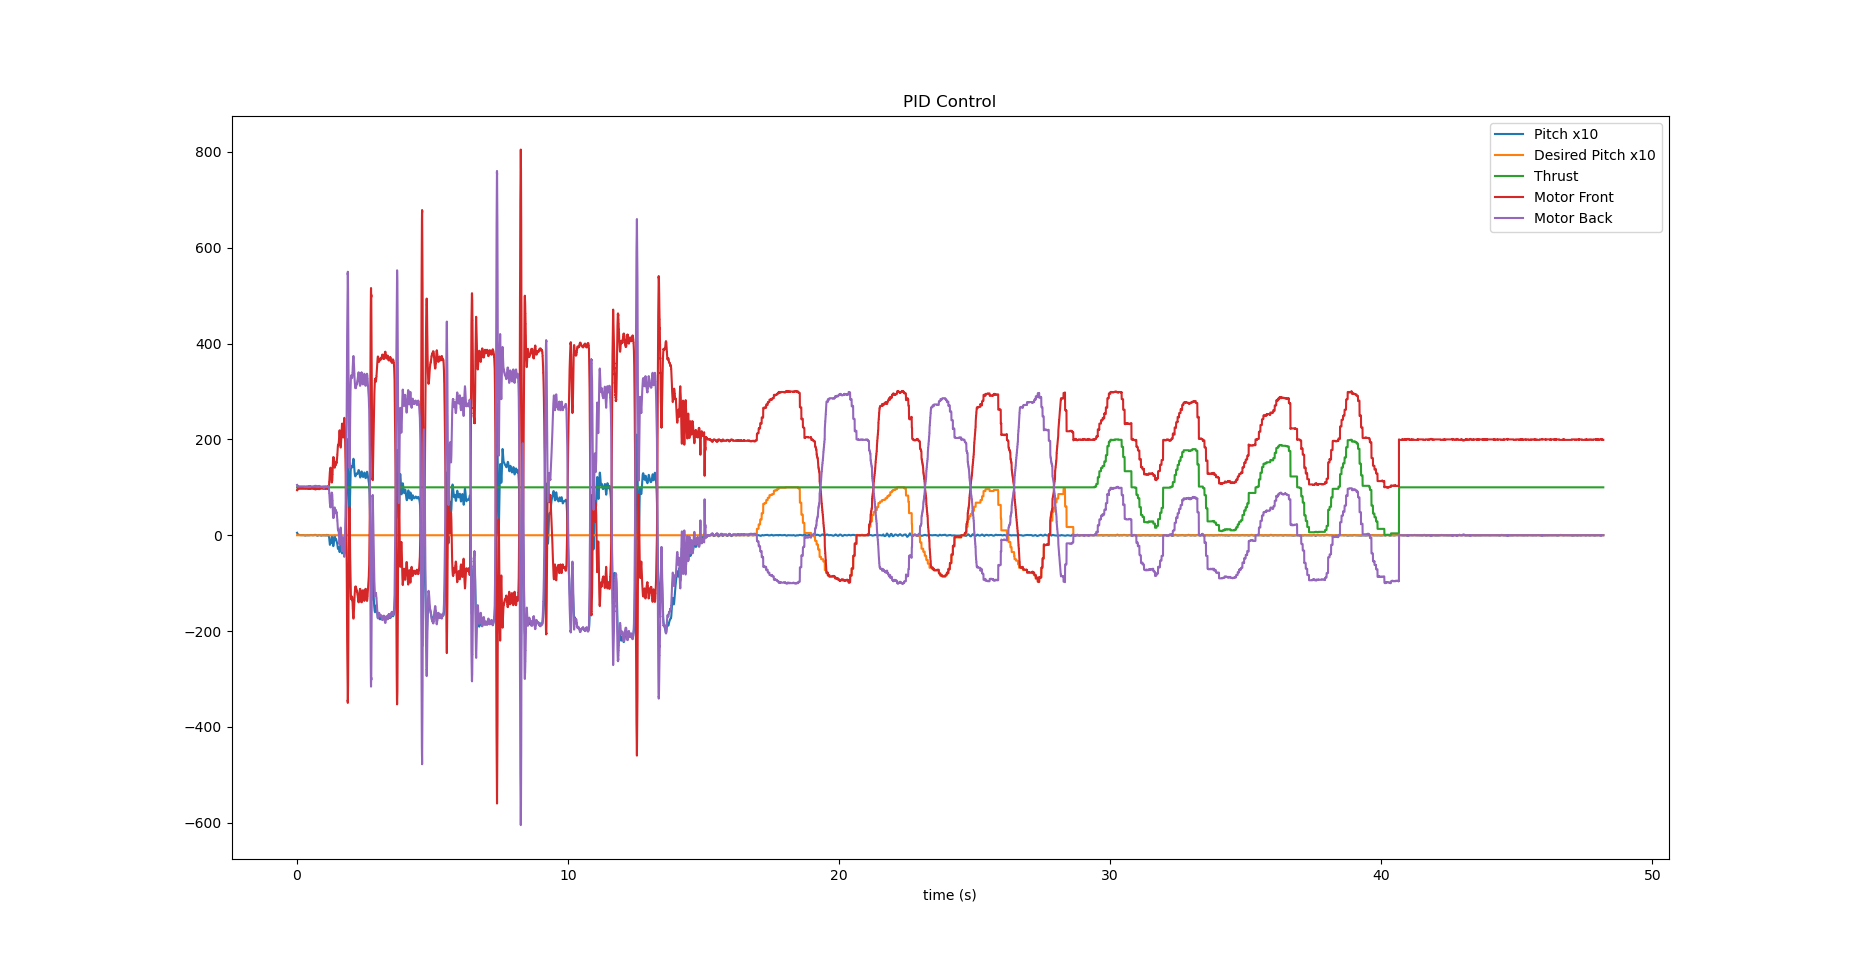 PID Control
Pitch x10
Desired Pitch x10
Thrust
Motor Front
Motor Back
800
600
400
200
0
−200
−400
−600
0 10 20 30 40 50
time (s)